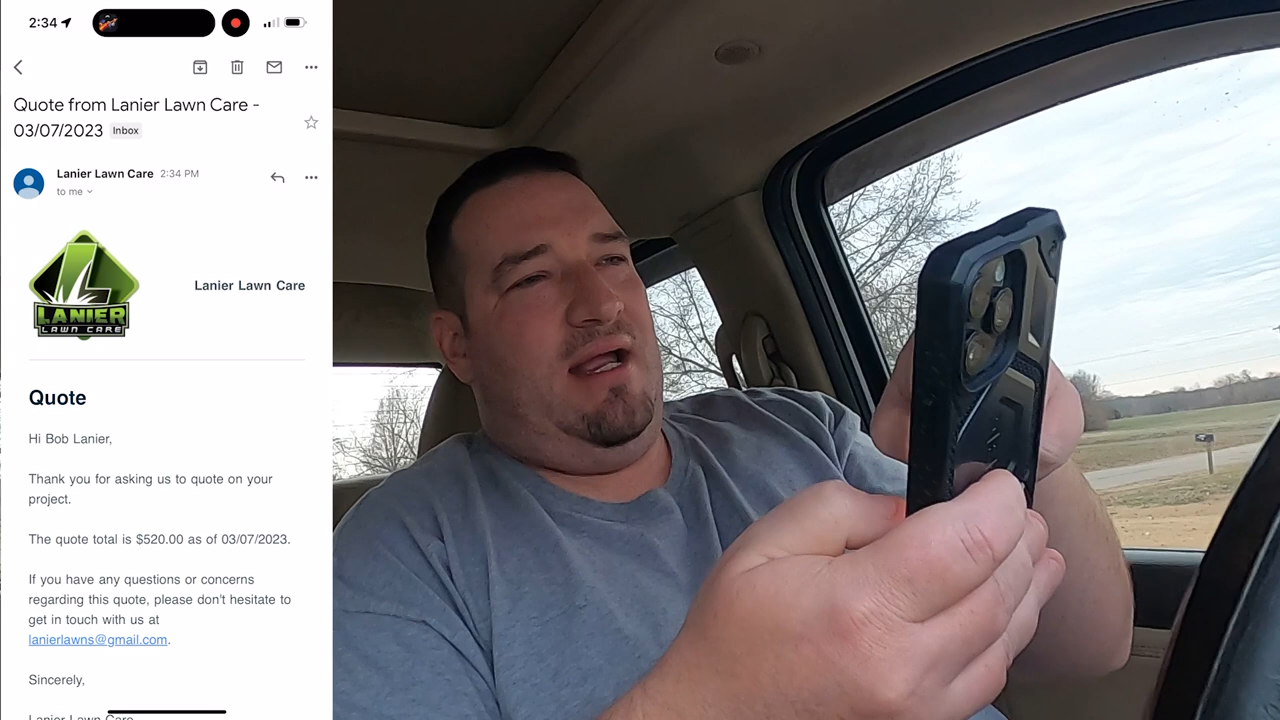 2:34
Quote from Lanier Lawn Care -
03/07/2023 Inbox
Lanier Lawn Care 2:34 PM
to me
LANIER
LAWN CARE
Lanier Lawn Care
Quote
Hi Bob Lanier,
Thank you for asking us to quote on your
project.
The quote total is $520.00 as of 03/07/2023.
If you have any questions or concerns
regarding this quote, please don't hesitate to
get in touch with us at
lanierlawns@gmail.com.
Sincerely,
Lanier Lawn Care